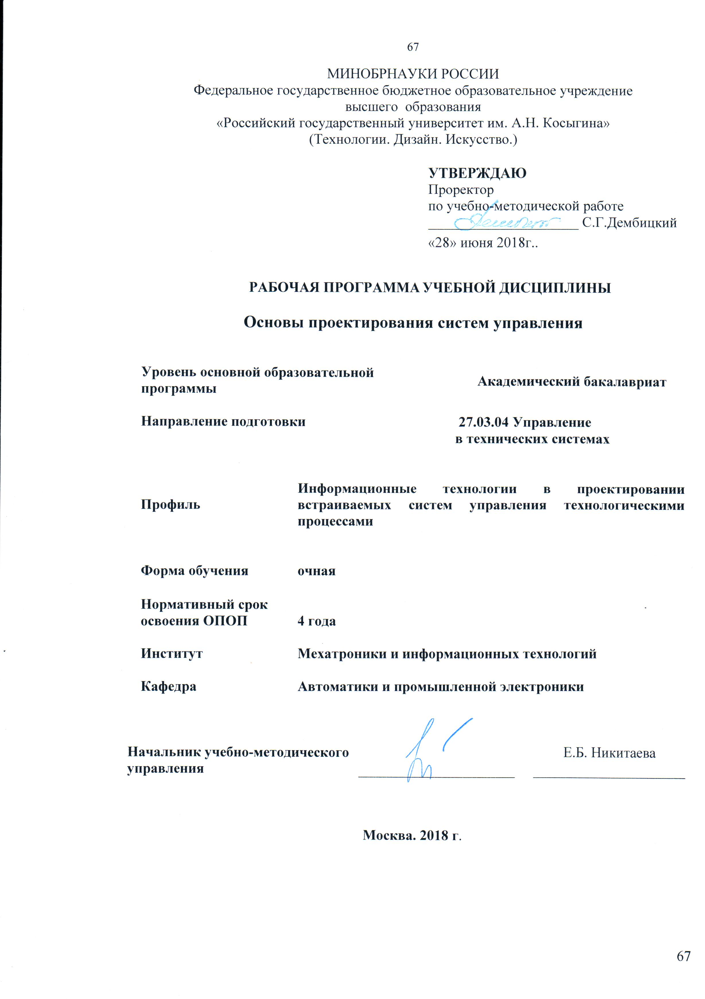 67
МИНОБРНАУКИ РОССИИ
Федеральное государственное бюджетное образовательное учреждение
высшего образования
«Российский государственный университет им. А.Н. Косыгина»
(Технологии. Дизайн. Искусство.)
УТВЕРЖДАЮ
Проректор
по учебно-методической работе
С.Г.Дембицкий
«28» июня 2018г..
РАБОЧАЯ ПРОГРАММА УЧЕБНОЙ ДИСЦИПЛИНЫ
Основы проектирования систем управления
Уровень основной образовательной
программы
Академический бакалавриат
Направление подготовки
27.03.04 Управление
в технических системах
Профиль
Информационные технологии в проектировании
встраиваемых систем управления технологическими
процессами
Форма обучения
очная
Нормативный срок
освоения ОПОП
4 года
Институт
Мехатроники и информационных технологий
Кафедра
Автоматики и промышленной электроники
Начальник учебно-методического
управления
Е.Б. Никитаева
Москва. 2018 г.
67